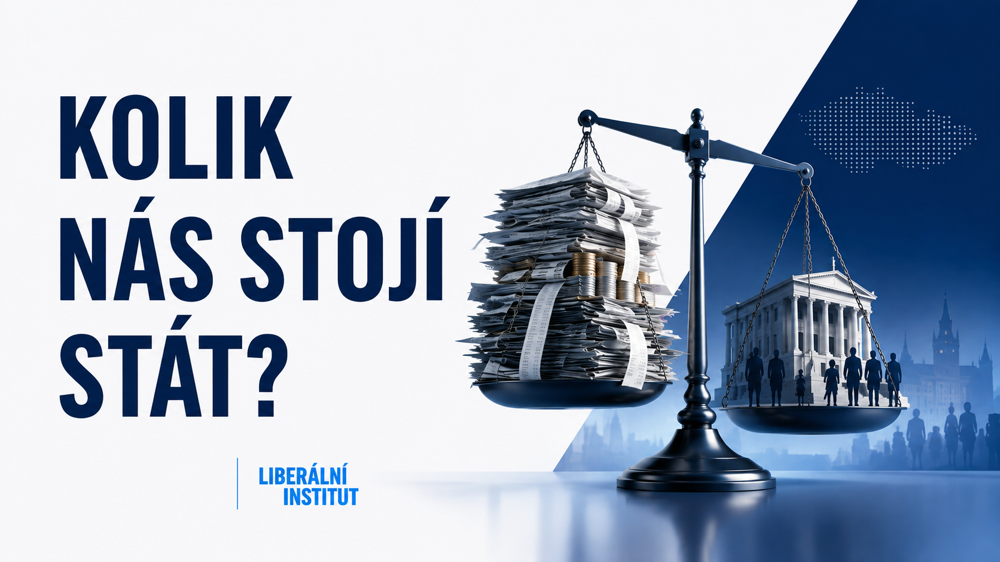 KOLIK
NÁS STOJÍ
STÁT?
LIBERÁLNÍ
INSTITUT